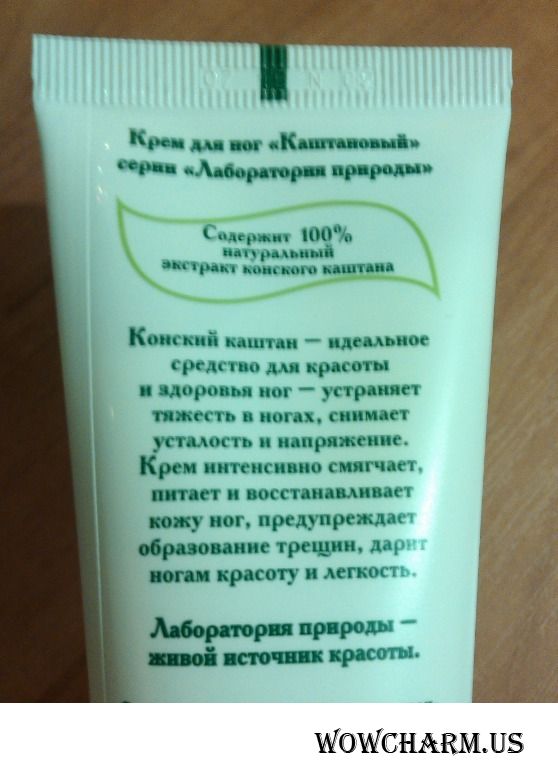 Крем для ног «Каштановый»
серии «Лаборатория природы»
Содержит 100%
натуральный
экстракт конского каштана
Конский каштан — идеальное
средство для красоты
и здоровья ног — устраняет
тяжесть в ногах, снимает
усталость и напряжение.
Крем интенсивно смягчает,
питает и восстанавливает
кожу ног, предупреждает
образование трещин, дарит
ногам красоту и легкость.
Лаборатория природы —
живой источник красоты.
WOWCHARM.US